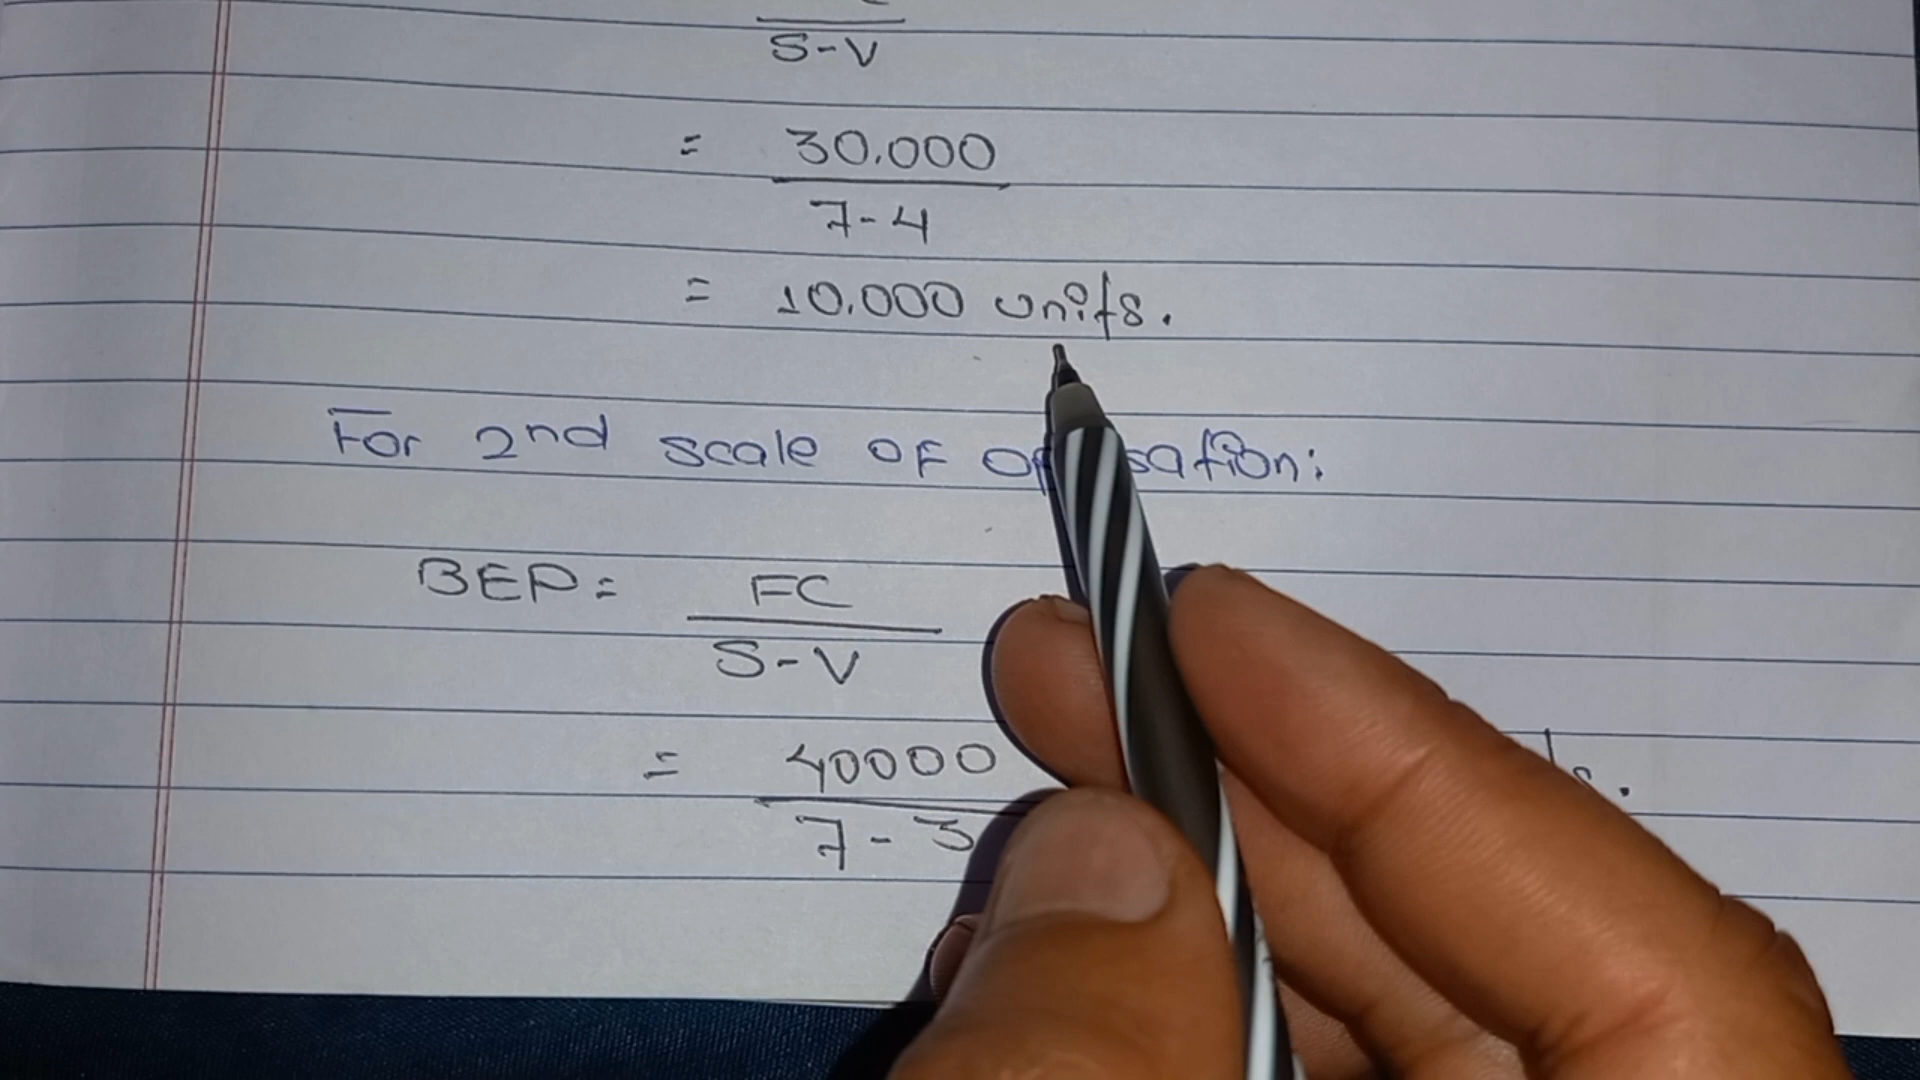 S-V
= 30.000
7-4
= 10.000 units.
For 2nd scale of
BEP = FC
S-V
= 40000
7-3